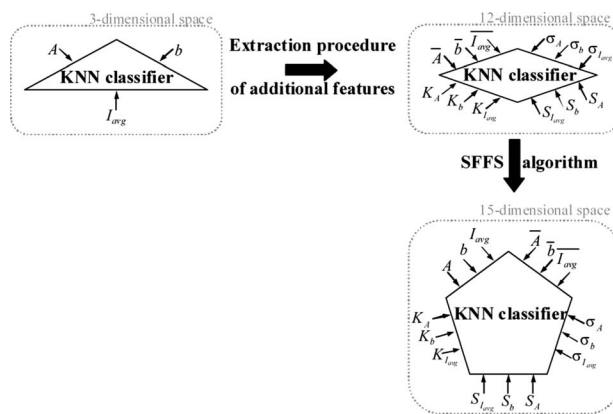 3-dimensional space
A b
KNN classifier
I_avg
Extraction procedure
of additional features
12-dimensional space
A̅ b̅ I̅_avg σ_A σ_b σ_Iavg
KNN classifier
K_A K_b K_Iavg S_Iavg S_b S_A
SFFS algorithm
15-dimensional space
A b I_avg A̅ b̅ I̅_avg
KNN classifier
K_A σ_A
K_b σ_b
K_Iavg σ_Iavg
S_Iavg S_b S_A